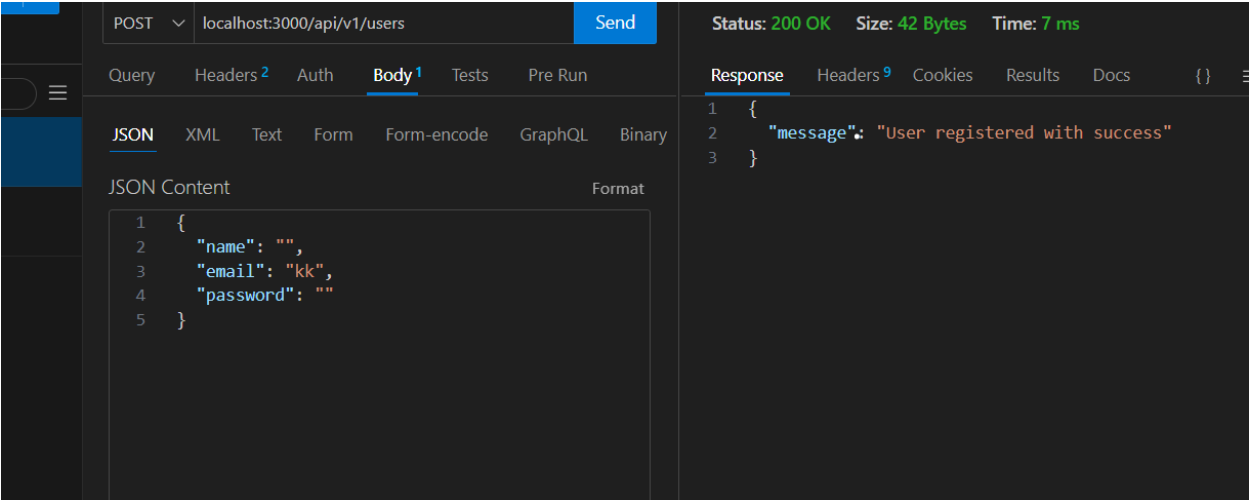 POST localhost:3000/api/v1/users Send
Query Headers 2 Auth Body 1 Tests Pre Run
JSON XML Text Form Form-encode GraphQL Binary
JSON Content Format
1 {
2 "name": "",
3 "email": "kk",
4 "password": ""
5 }
Status: 200 OK Size: 42 Bytes Time: 7 ms
Response Headers 9 Cookies Results Docs {}
1 {
2 "message": "User registered with success"
3 }